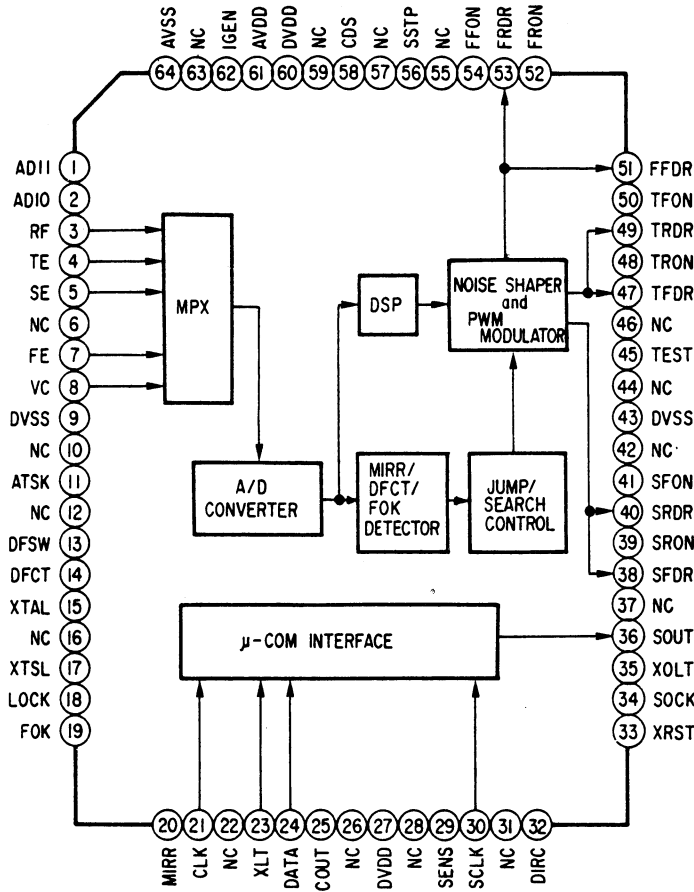 AVSS
NC
IGEN
AVDD
DVDD
NC
CDS
NC
SSTP
NC
FFON
FRDR
FRON
64
63
62
61
60
59
58
57
56
55
54
53
52
ADI1 1
ADI0 2
RF 3
TE 4
SE 5
NC 6
FE 7
VC 8
DVSS 9
NC 10
ATSK 11
NC 12
DFSW 13
DFCT 14
XTAL 15
NC 16
XTSL 17
LOCK 18
FOK 19
MPX
DSP
NOISE SHAPER
and
PWM
MODULATOR
A/D
CONVERTER
MIRR/
DFCT/
FOK
DETECTOR
JUMP/
SEARCH
CONTROL
μ-COM INTERFACE
51 FFDR
50 TFON
49 TRDR
48 TRON
47 TFDR
46 NC
45 TEST
44 NC
43 DVSS
42 NC
41 SFON
40 SRDR
39 SRON
38 SFDR
37 NC
36 SOUT
35 XOLT
34 SOCK
33 XRST
20
21
22
23
24
25
26
27
28
29
30
31
32
MIRR
CLK
NC
XLT
DATA
COUT
NC
DVDD
NC
SENS
SCLK
NC
DIRC